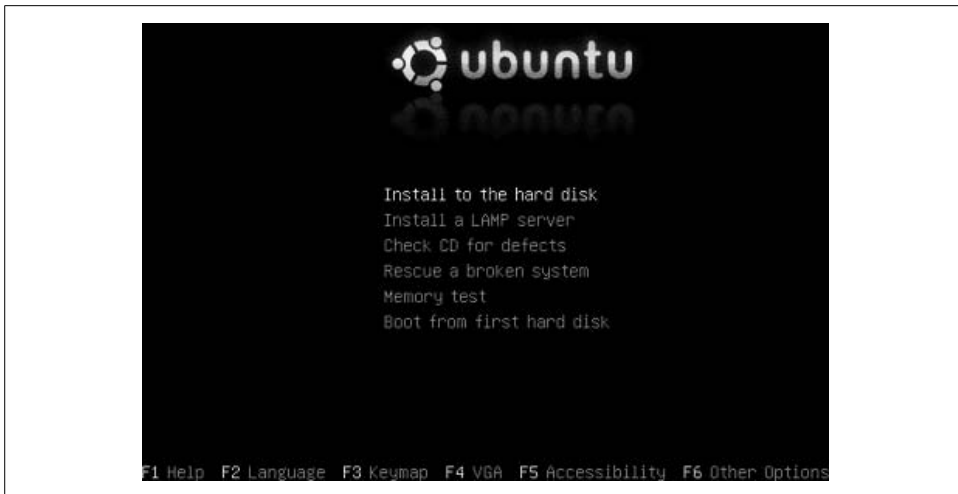 ubuntu
Install to the hard disk
Install a LAMP server
Check CD for defects
Rescue a broken system
Memory test
Boot from first hard disk
F1 Help F2 Language F3 Keymap F4 VGA F5 Accessibility F6 Other Options